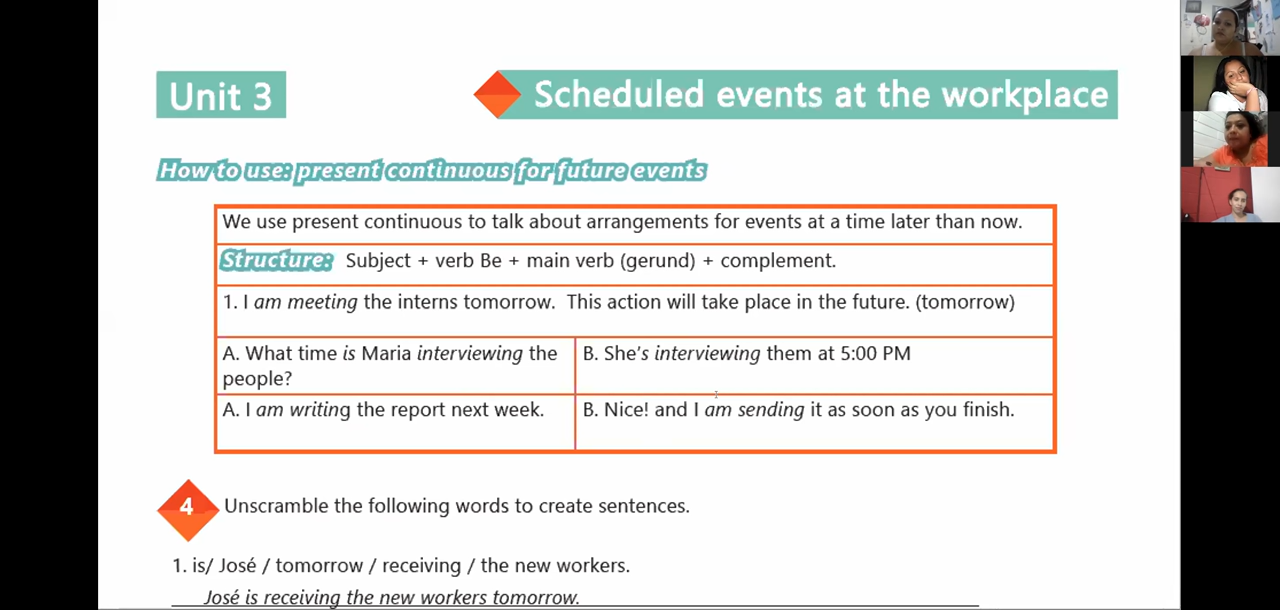 Unit 3
Scheduled events at the workplace
How to use: present continuous for future events
We use present continuous to talk about arrangements for events at a time later than now.
Structure: Subject + verb Be + main verb (gerund) + complement.
1. I am meeting the interns tomorrow. This action will take place in the future. (tomorrow)
A. What time is Maria interviewing the
people?
B. She's interviewing them at 5:00 PM
A. I am writing the report next week.
B. Nice! and I am sending it as soon as you finish.
4
Unscramble the following words to create sentences.
1. is/ José / tomorrow / receiving / the new workers.
José is receiving the new workers tomorrow.